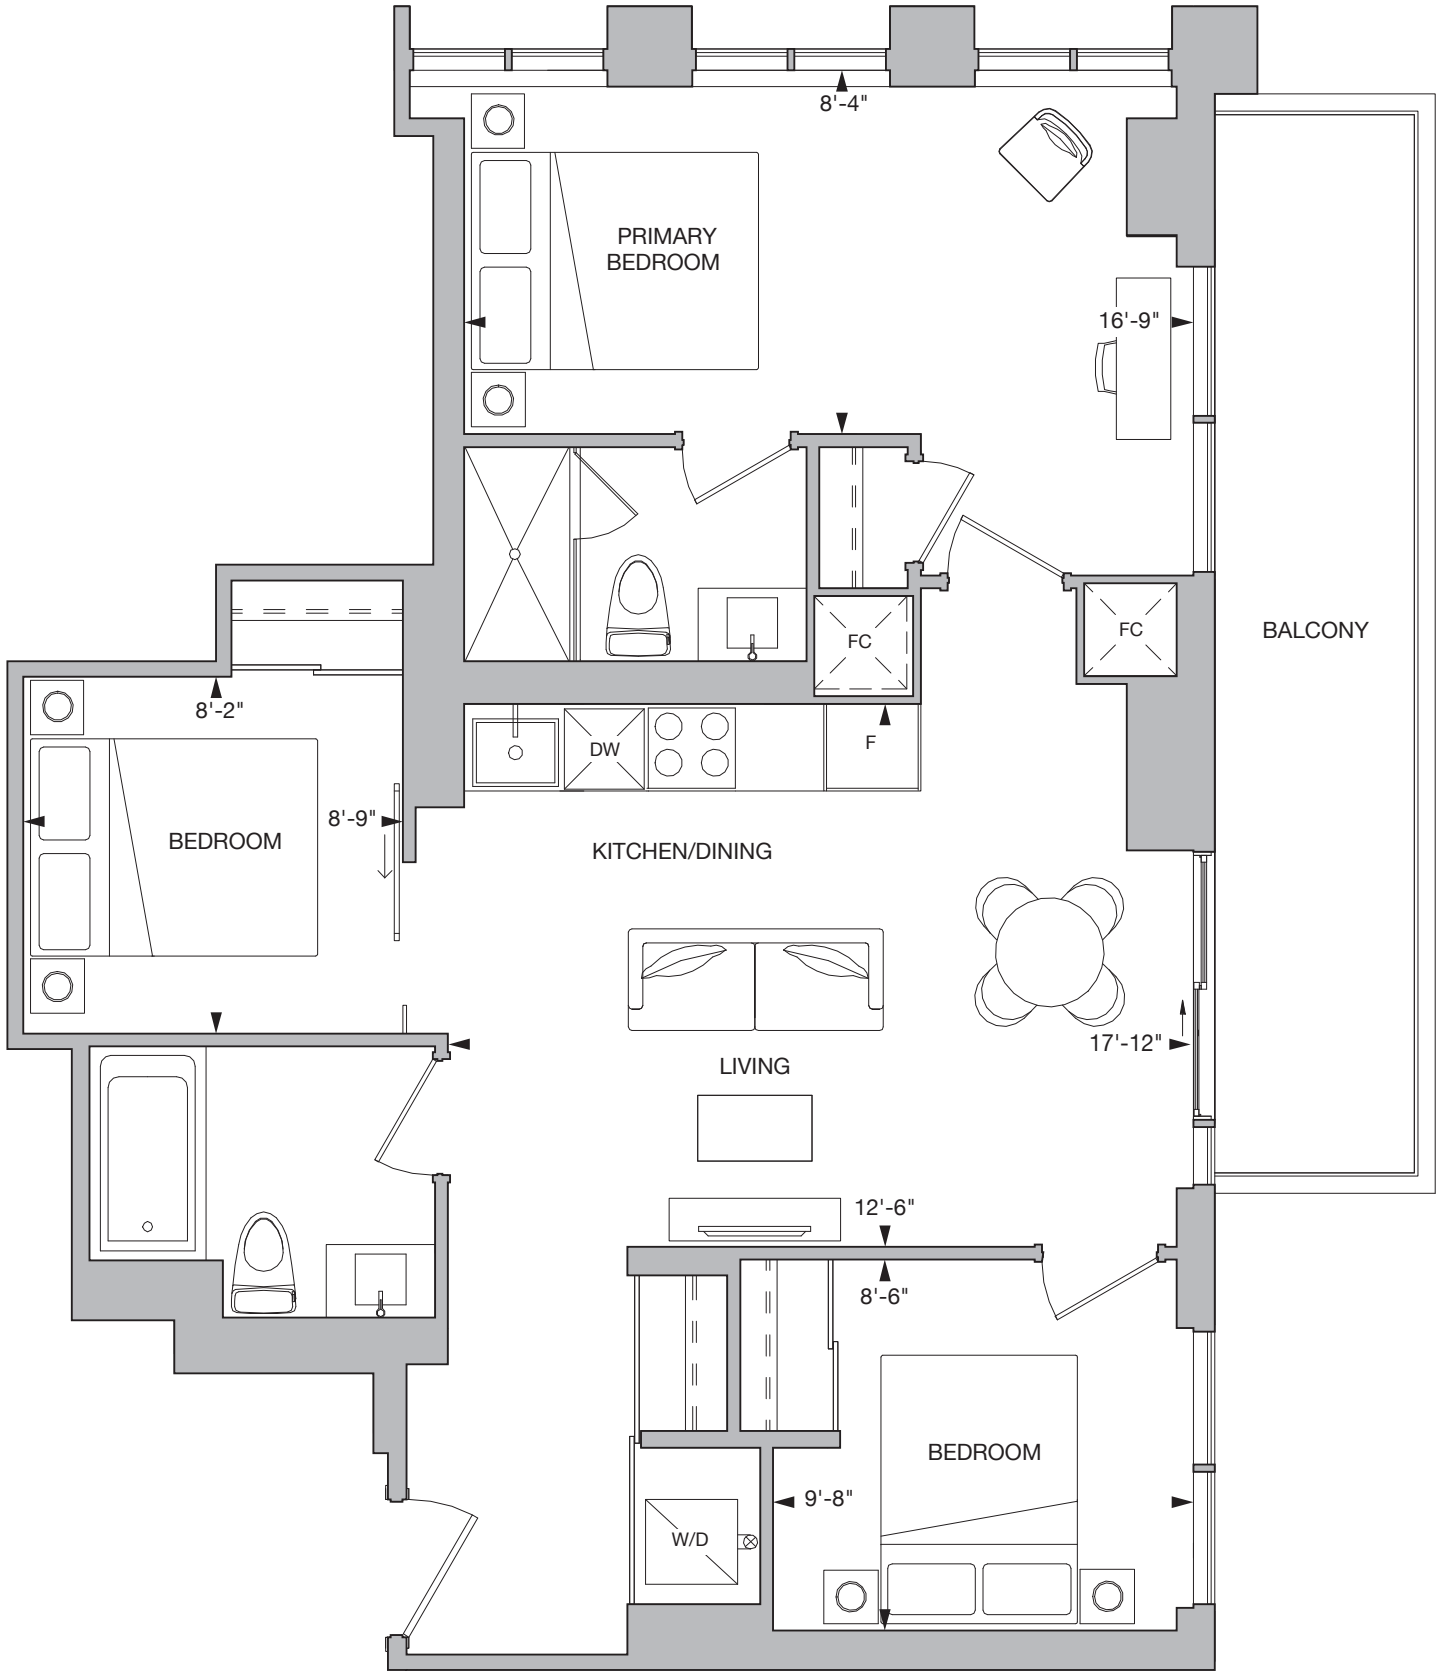 8'-4"
PRIMARY
BEDROOM
16'-9"
FC
FC
BALCONY
8'-2"
DW
F
8'-9"
BEDROOM
KITCHEN/DINING
17'-12"
LIVING
12'-6"
8'-6"
BEDROOM
9'-8"
W/D